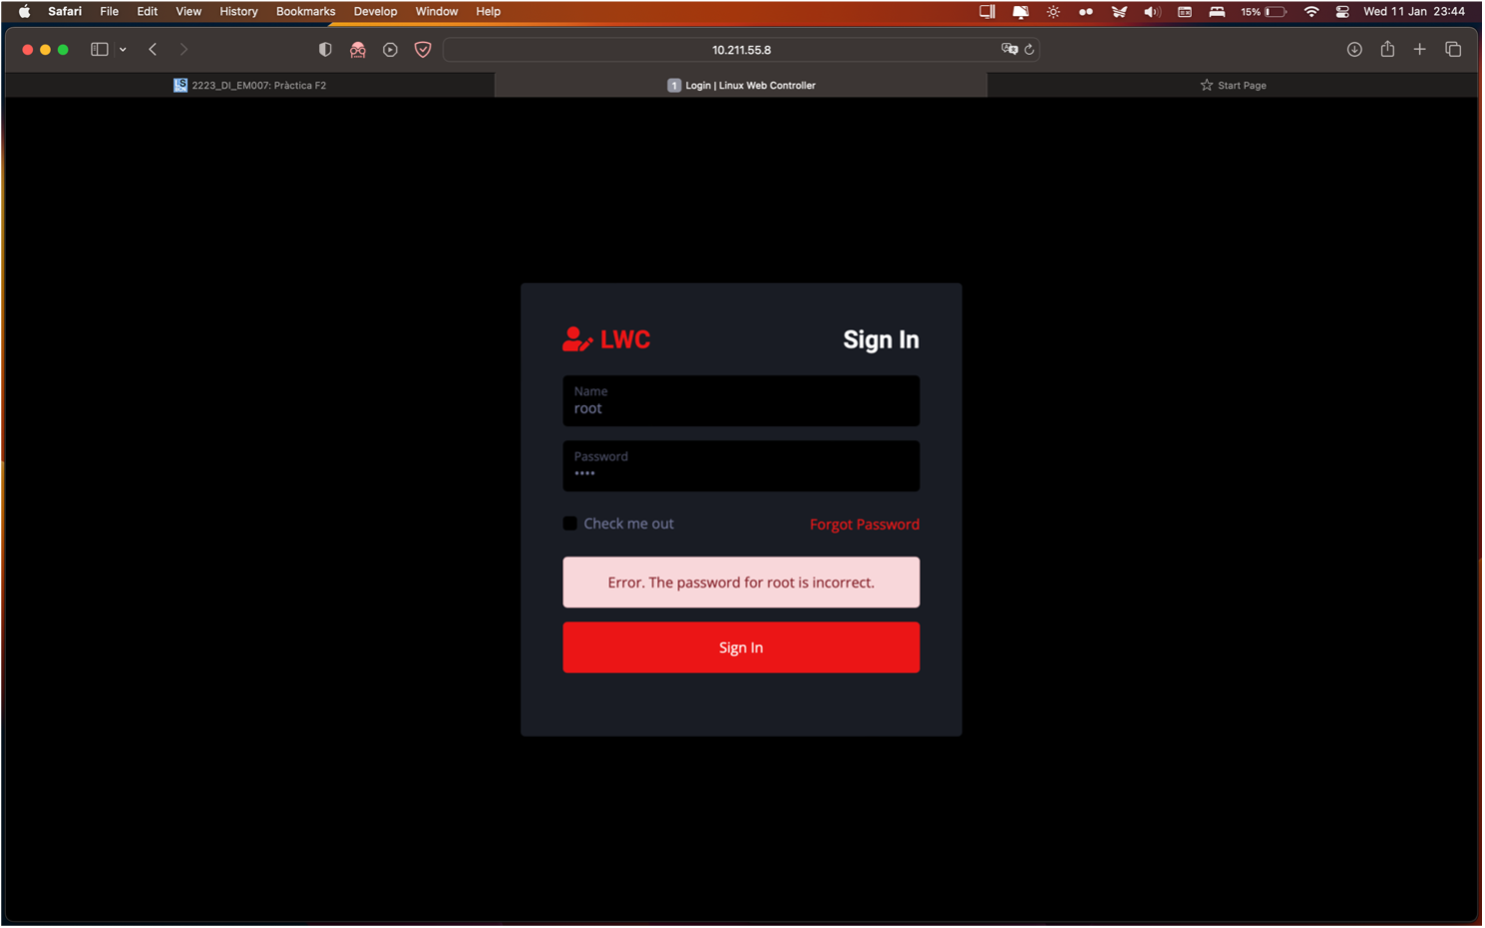 Safari File Edit View History Bookmarks Develop Window Help 15% Wed 11 Jan 23:44
10.211.55.8
2223_DI_EM007: Pràctica F2
1 Login | Linux Web Controller
Start Page
LWC
Sign In
Name
root
Password
••••
Check me out
Forgot Password
Error. The password for root is incorrect.
Sign In